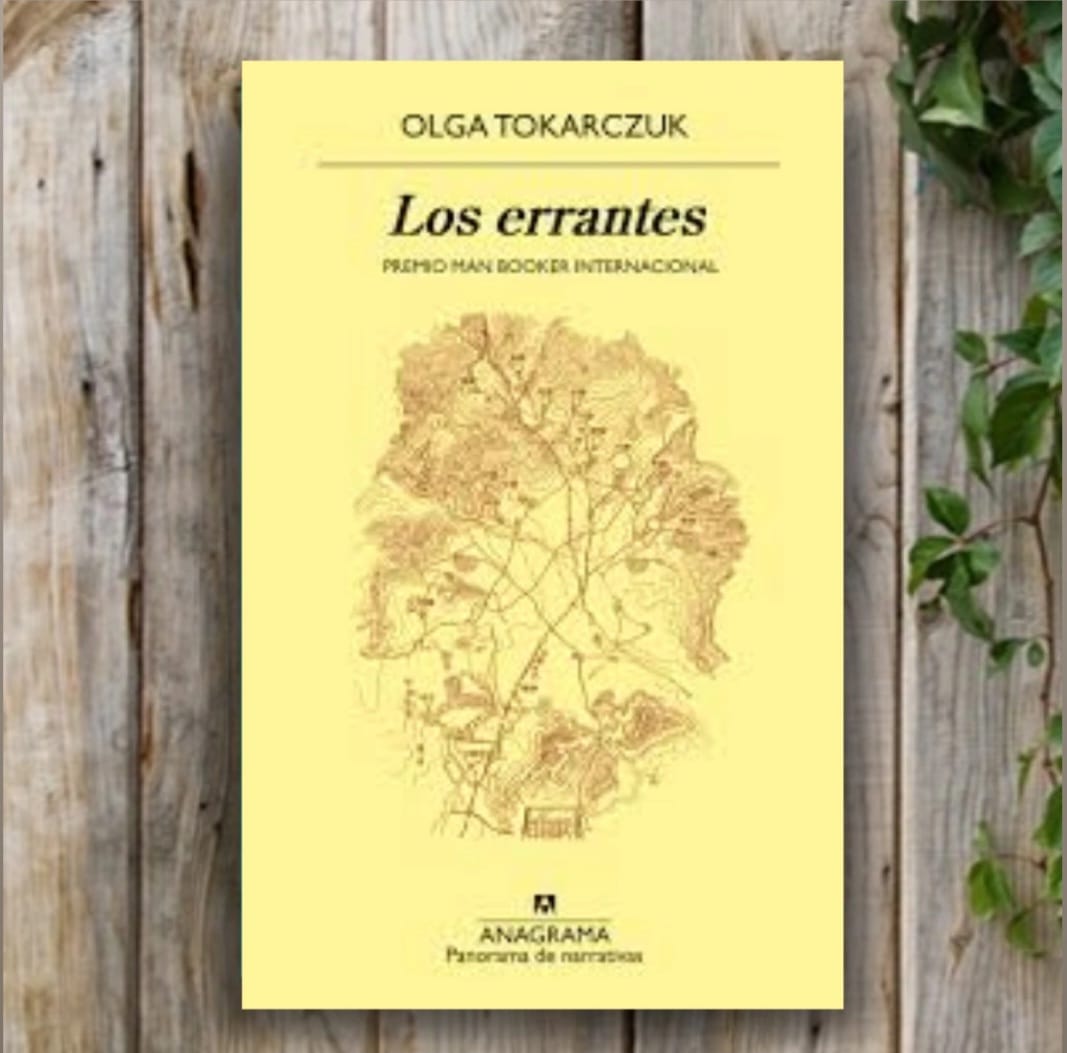 OLGA TOKARCZUK
Los errantes
PREMIO MAN BOOKER INTERNACIONAL
ANAGRAMA
Panorama de narrativas